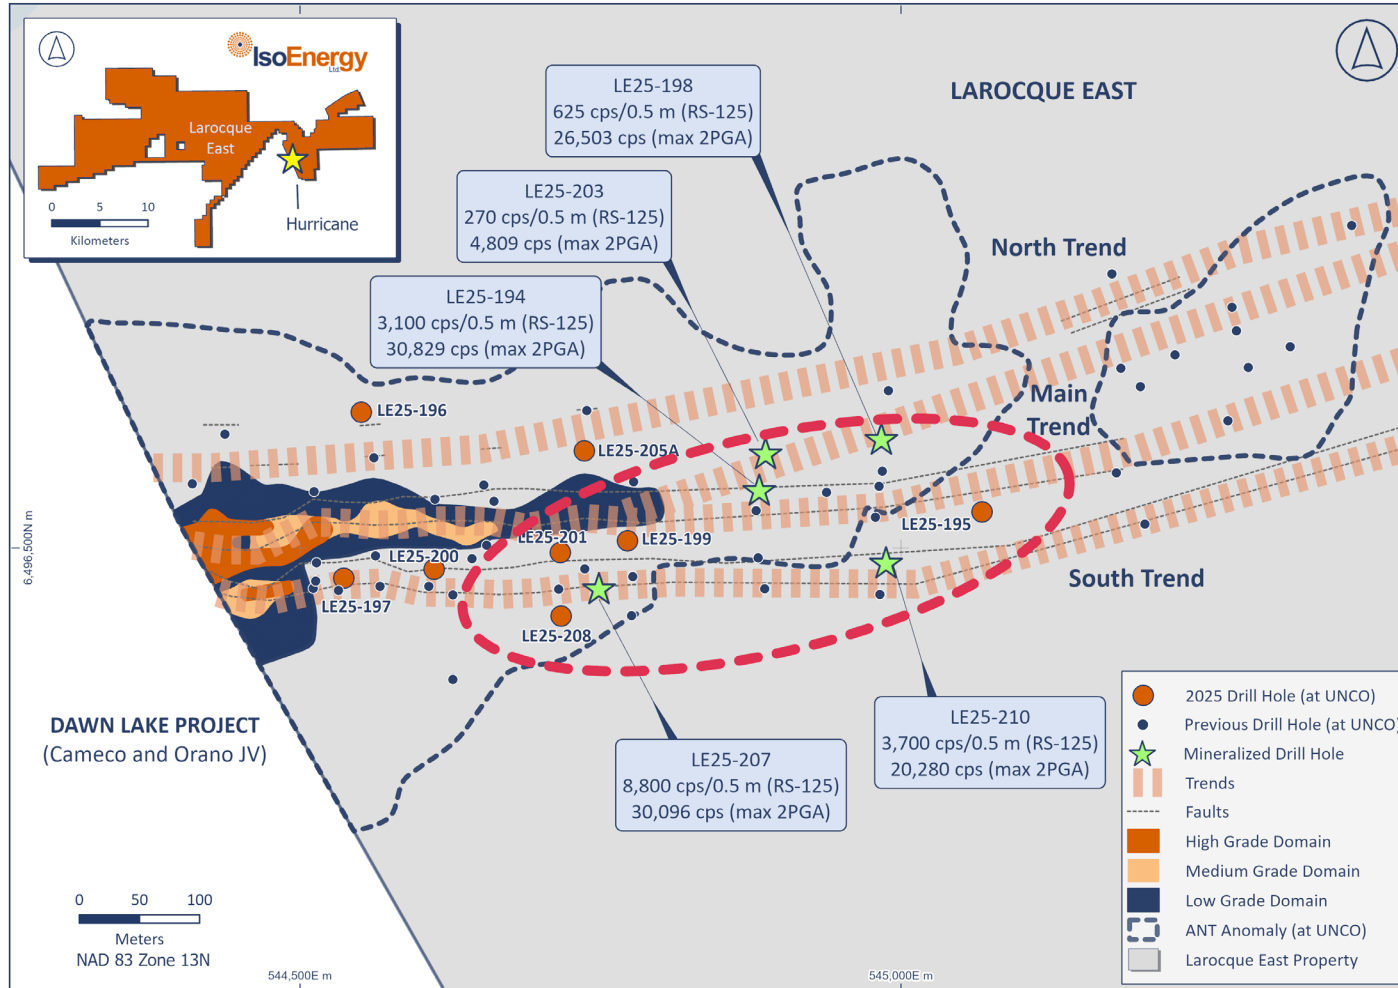 IsoEnergy
Ltd.
Larocque
East
0 5 10
Kilometers
Hurricane
LE25-198
625 cps/0.5 m (RS-125)
26,503 cps (max 2PGA)
LAROCQUE EAST
LE25-203
270 cps/0.5 m (RS-125)
4,809 cps (max 2PGA)
North Trend
LE25-194
3,100 cps/0.5 m (RS-125)
30,829 cps (max 2PGA)
Main
Trend
LE25-196
LE25-205A
LE25-195
LE25-201
LE25-199
LE25-200
LE25-197
LE25-208
South Trend
6,496,500N m
DAWN LAKE PROJECT
(Cameco and Orano JV)
LE25-207
8,800 cps/0.5 m (RS-125)
30,096 cps (max 2PGA)
LE25-210
3,700 cps/0.5 m (RS-125)
20,280 cps (max 2PGA)
2025 Drill Hole (at UNCO)
Previous Drill Hole (at UNCO)
Mineralized Drill Hole
Trends
Faults
High Grade Domain
Medium Grade Domain
Low Grade Domain
ANT Anomaly (at UNCO)
Larocque East Property
0 50 100
Meters
NAD 83 Zone 13N
544,500E m
545,000E m